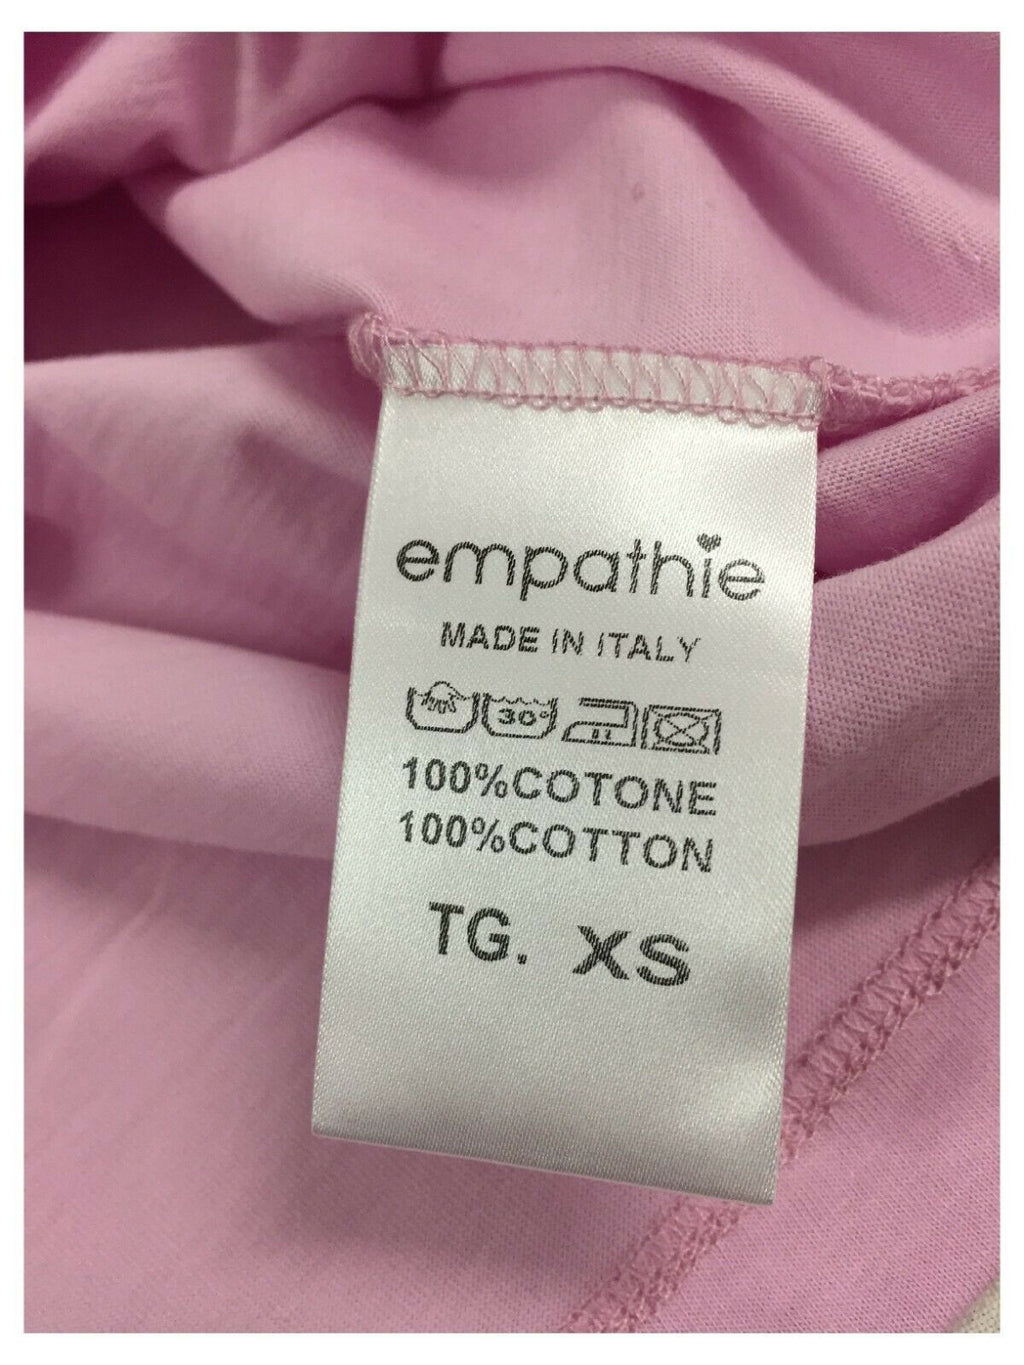 empathie
MADE IN ITALY
30°
100%COTONE
100%COTTON
TG. XS